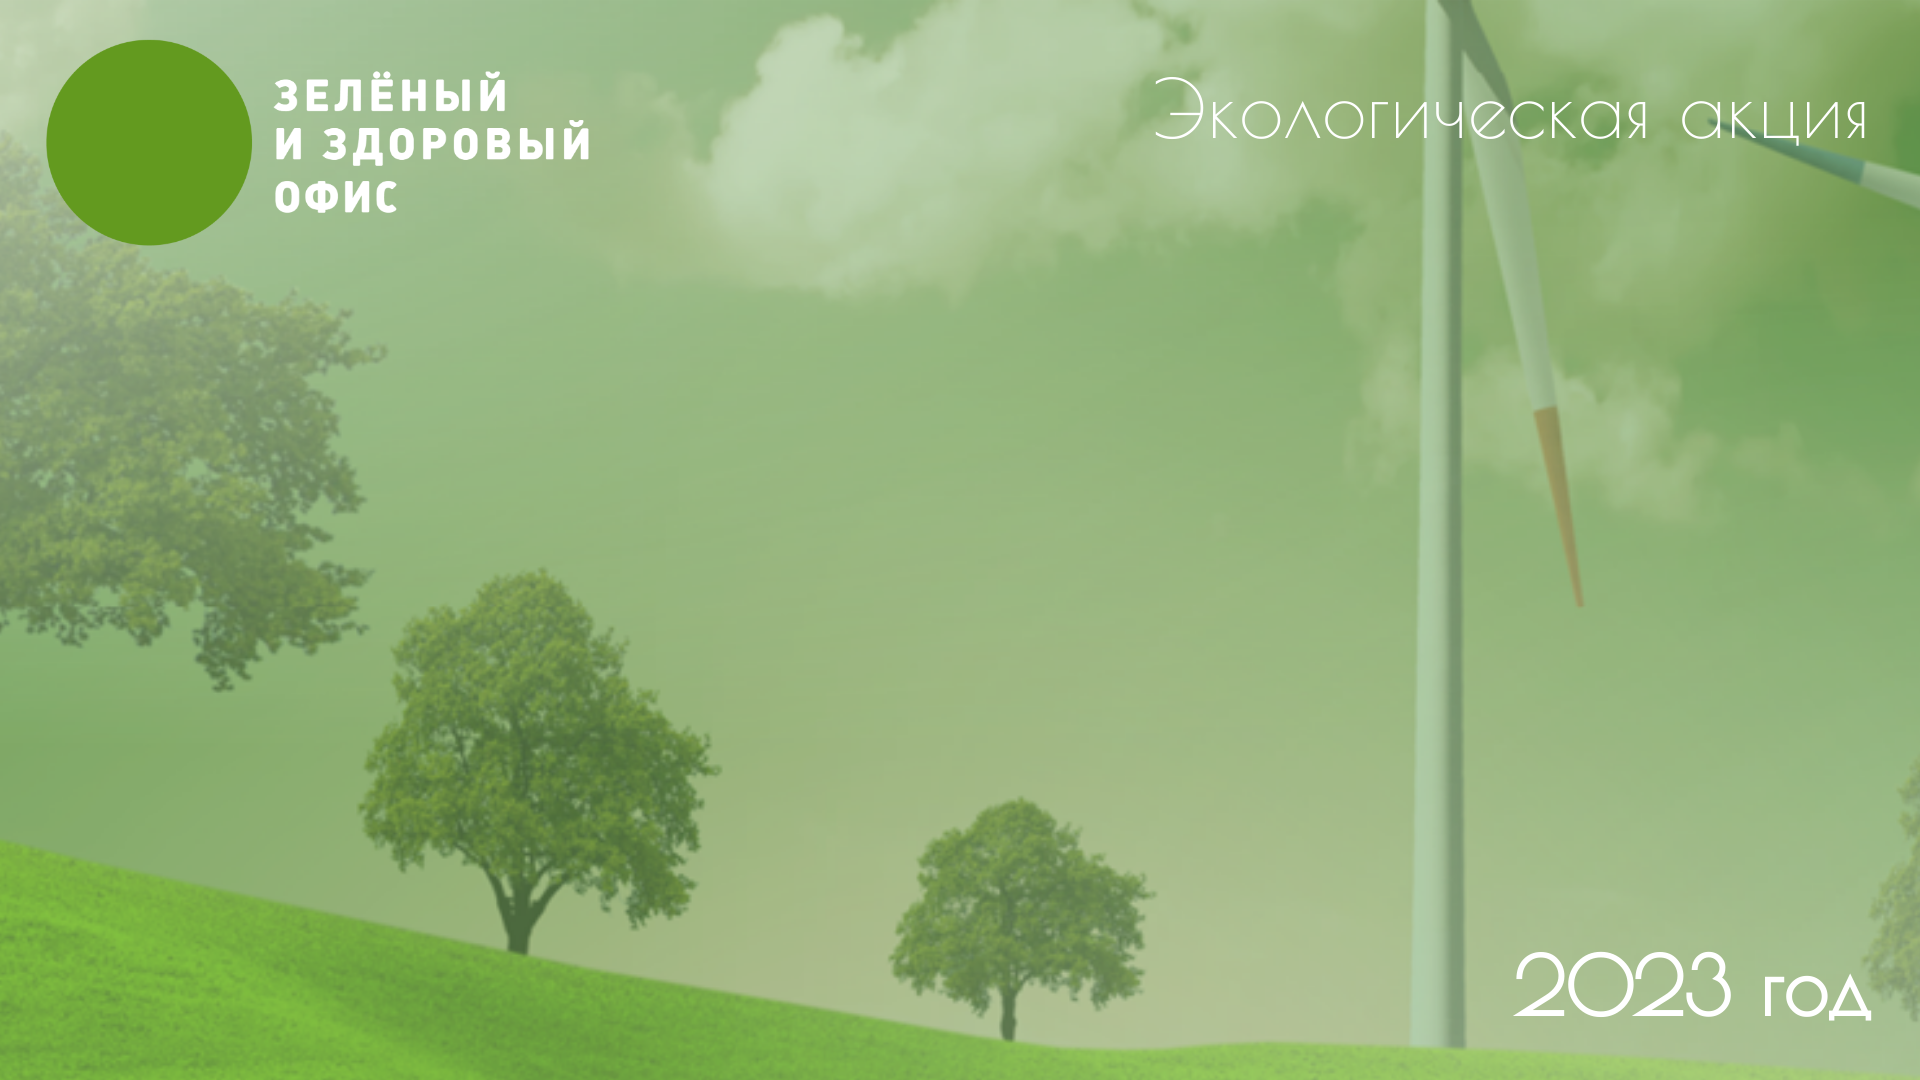 ЗЕЛЁНЫЙ
И ЗДОРОВЫЙ
ОФИС
Экологическая акция
2023 год